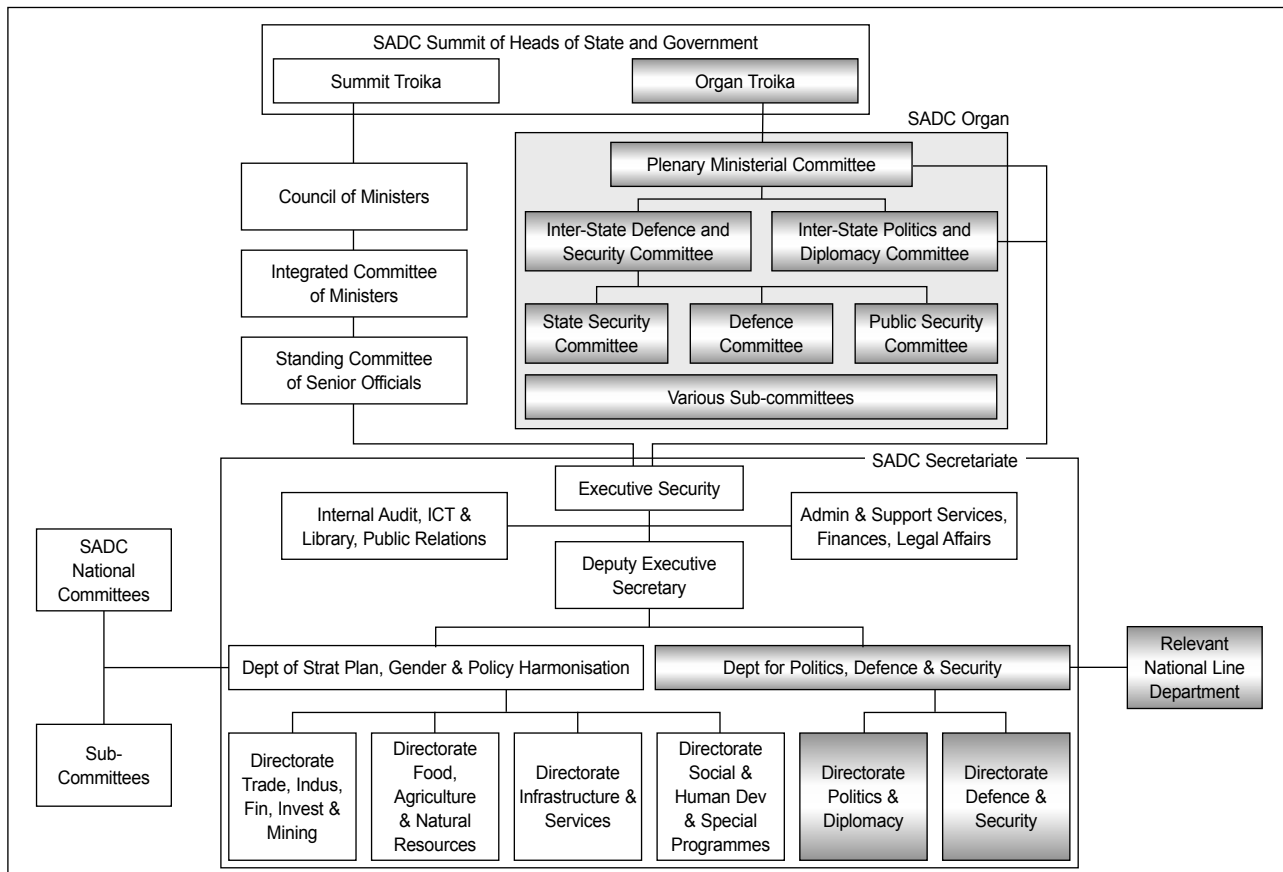 SADC Summit of Heads of State and Government
Summit Troika
Organ Troika
SADC Organ
Plenary Ministerial Committee
Council of Ministers
Inter-State Defence and
Security Committee
Inter-State Politics and
Diplomacy Committee
Integrated Committee
of Ministers
State Security
Committee
Defence
Committee
Public Security
Committee
Standing Committee
of Senior Officials
Various Sub-committees
SADC Secretariate
Executive Security
Internal Audit, ICT &
Library, Public Relations
Admin & Support Services,
Finances, Legal Affairs
SADC
National
Committees
Deputy Executive
Secretary
Dept of Strat Plan, Gender & Policy Harmonisation
Dept for Politics, Defence & Security
Relevant
National Line
Department
Sub-
Committees
Directorate
Trade, Indus,
Fin, Invest &
Mining
Directorate
Food,
Agriculture
& Natural
Resources
Directorate
Infrastructure &
Services
Directorate
Social &
Human Dev
& Special
Programmes
Directorate
Politics &
Diplomacy
Directorate
Defence &
Security